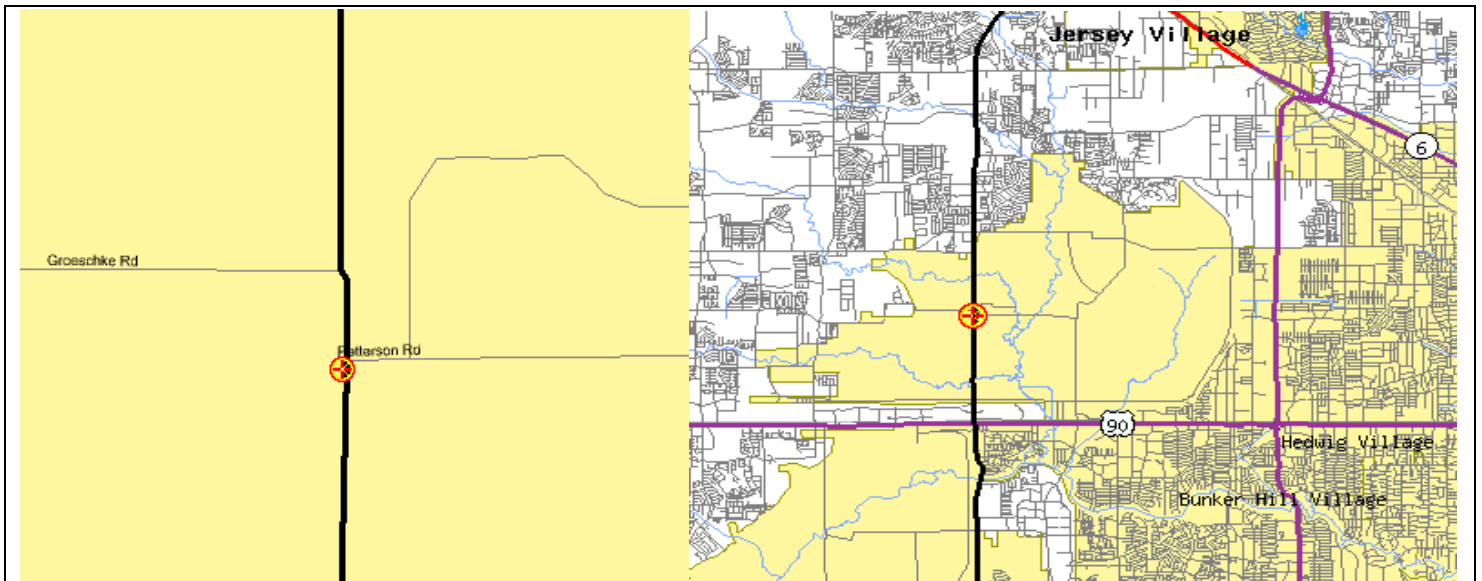 Groeschke Rd
Patterson Rd
Jersey Village
6
90
Hedwig Village
Bunker Hill Village